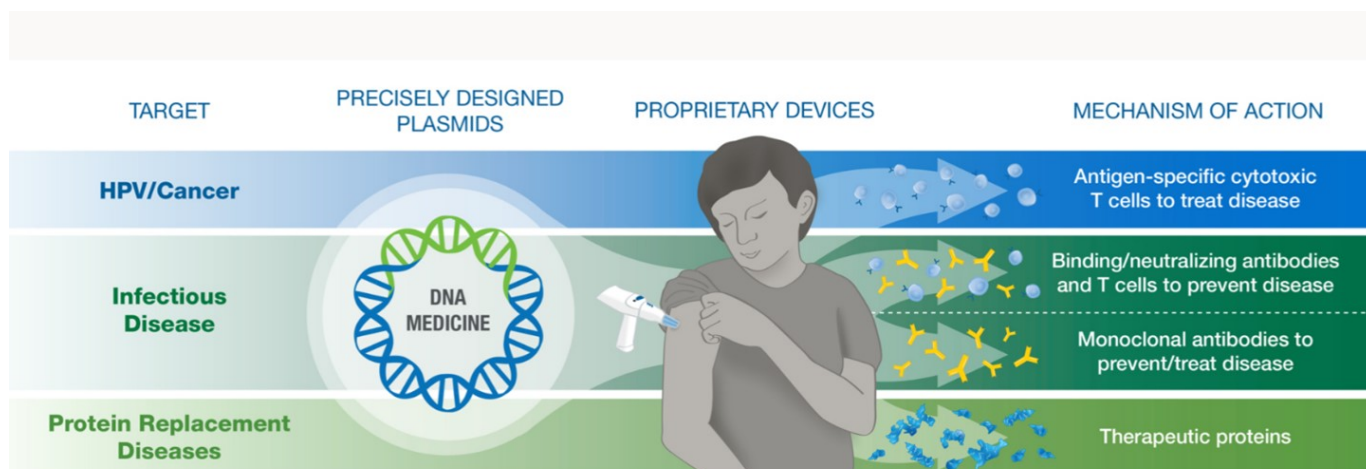 TARGET
PRECISELY DESIGNED
PLASMIDS
PROPRIETARY DEVICES
MECHANISM OF ACTION
HPV/Cancer
Antigen-specific cytotoxic
T cells to treat disease
Infectious
Disease
DNA
MEDICINE
Binding/neutralizing antibodies
and T cells to prevent disease
Monoclonal antibodies to
prevent/treat disease
Protein Replacement
Diseases
Therapeutic proteins